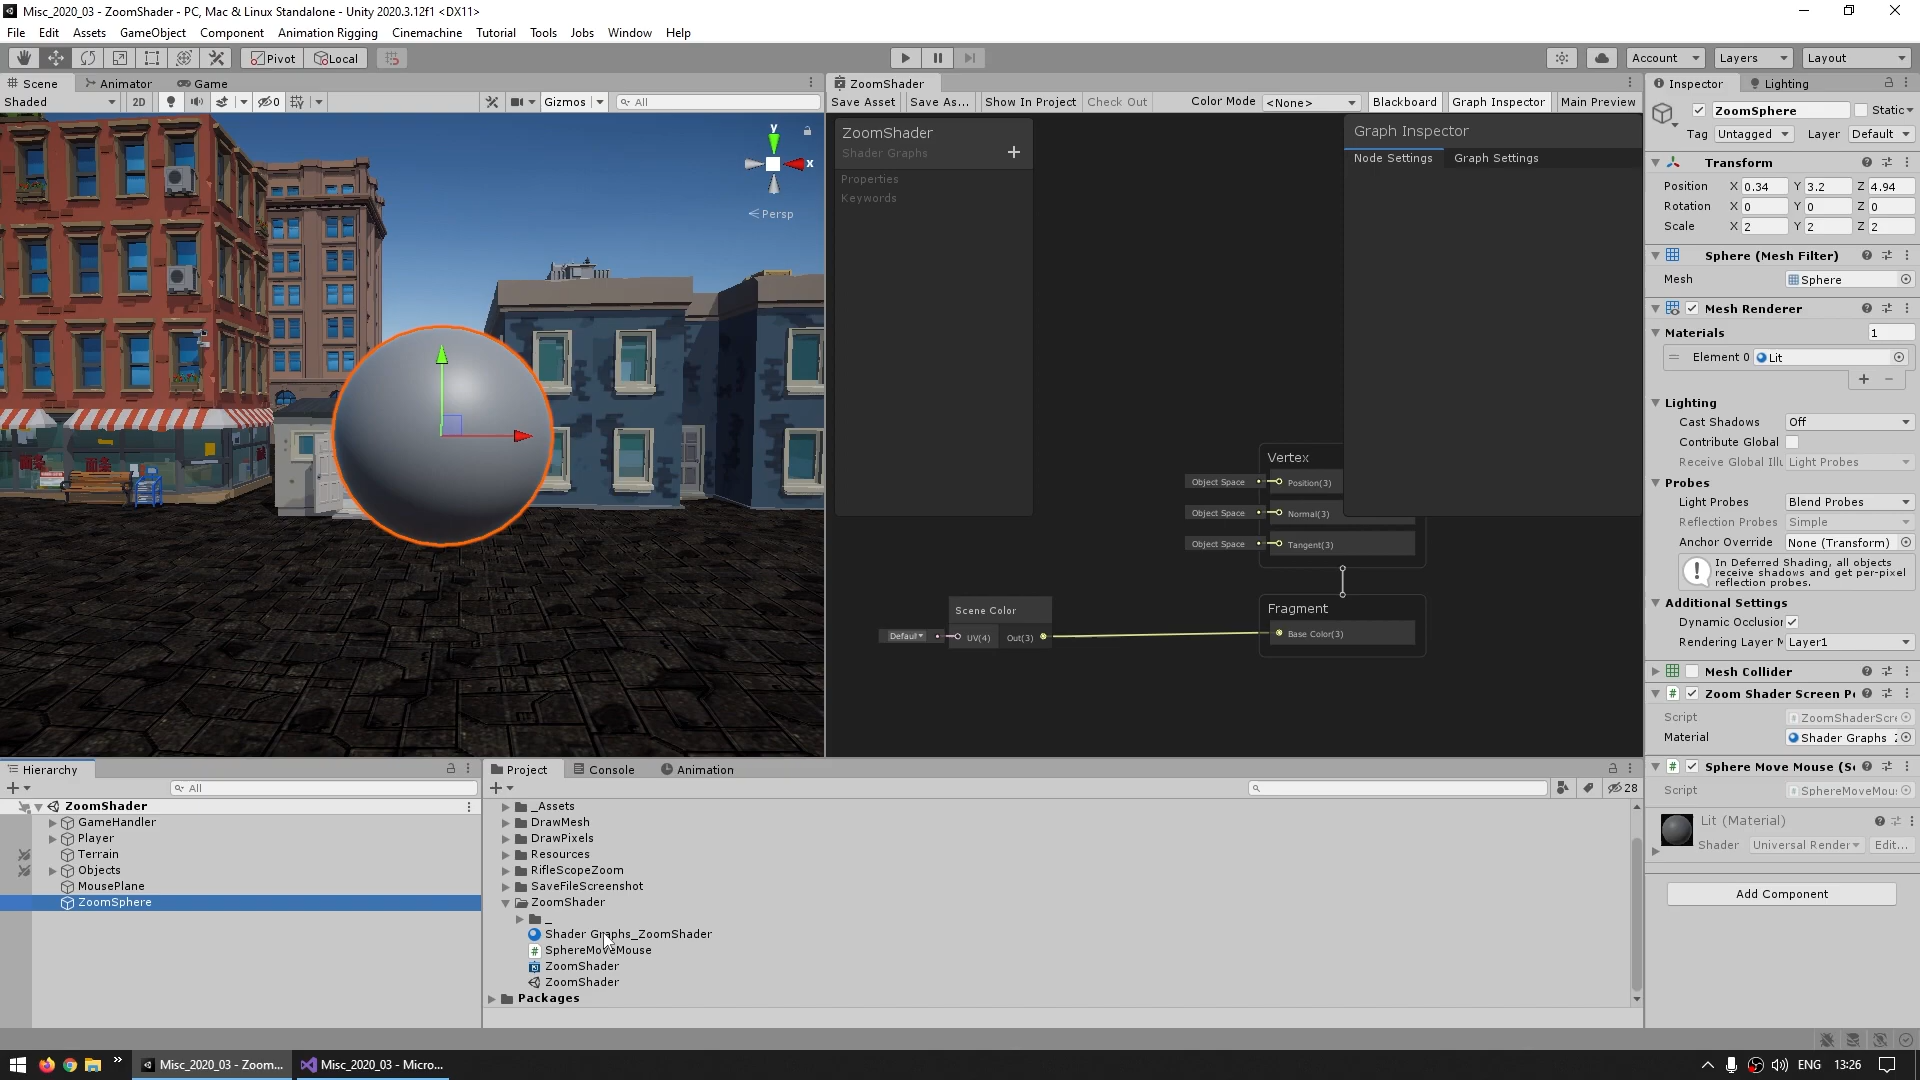 Misc_2020_03 - ZoomShader - PC, Mac & Linux Standalone - Unity 2020.3.12f1 <DX11>
File Edit Assets GameObject Component Animation Rigging Cinemachine Tutorial Tools Jobs Window Help
Pivot Local Account Layers Layout
Scene Animator Game
Shaded 2D 0 Gizmos All
y
x
Persp
ZoomShader
Save Asset Save As... Show In Project Check Out Color Mode <None> Blackboard Graph Inspector Main Preview
ZoomShader
Shader Graphs
Properties
Keywords
Graph Inspector
Node Settings Graph Settings
Vertex
Object Space Position(3)
Object Space Normal(3)
Object Space Tangent(3)
Scene Color
Default UV(4) Out(3)
Fragment
Base Color(3)
Inspector Lighting
ZoomSphere Static
Tag Untagged Layer Default
Transform
Position X 0.34 Y 3.2 Z 4.94
Rotation X 0 Y 0 Z 0
Scale X 2 Y 2 Z 2
Sphere (Mesh Filter)
Mesh Sphere
Mesh Renderer
Materials 1
Element 0 Lit
Lighting
Cast Shadows Off
Contribute Global
Receive Global Illu Light Probes
Probes
Light Probes Blend Probes
Reflection Probes Simple
Anchor Override None (Transform)
In Deferred Shading, all objects
receive shadows and get per-pixel
reflection probes.
Additional Settings
Dynamic Occlusion
Rendering Layer M Layer1
Mesh Collider
Zoom Shader Screen Po
Script ZoomShaderScre
Material Shader Graphs_Z
Sphere Move Mouse (Sc
Script SphereMoveMous
Lit (Material)
Shader Universal Render Edit...
Add Component
Hierarchy
All
ZoomShader
GameHandler
Player
Terrain
Objects
MousePlane
ZoomSphere
Project Console Animation
28
_Assets
DrawMesh
DrawPixels
Resources
RifleScopeZoom
SaveFileScreenshot
ZoomShader
_
Shader Graphs_ZoomShader
SphereMoveMouse
ZoomShader
ZoomShader
Packages
Misc_2020_03 - Zoom... Misc_2020_03 - Micro... ENG 13:26